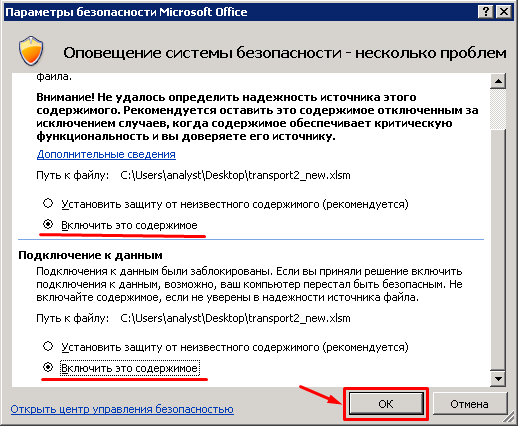 Параметры безопасности Microsoft Office
Оповещение системы безопасности - несколько проблем
файла.
Внимание! Не удалось определить надежность источника этого
содержимого. Рекомендуется оставить это содержимое отключенным за
исключением случаев, когда содержимое обеспечивает критическую
функциональность и вы доверяете его источнику.
Дополнительные сведения
Путь к файлу: C:\Users\analyst\Desktop\transport2_new.xlsm
Установить защиту от неизвестного содержимого (рекомендуется)
Включить это содержимое
Подключение к данным
Подключения к данным были заблокированы. Если вы приняли решение включить
подключения к данным, возможно, ваш компьютер перестал быть безопасным. Не
включайте содержимое, если не уверены в надежности источника файла.
Путь к файлу: C:\Users\analyst\Desktop\transport2_new.xlsm
Установить защиту от неизвестного содержимого (рекомендуется)
Включить это содержимое
Открыть центр управления безопасностью
ОК
Отмена